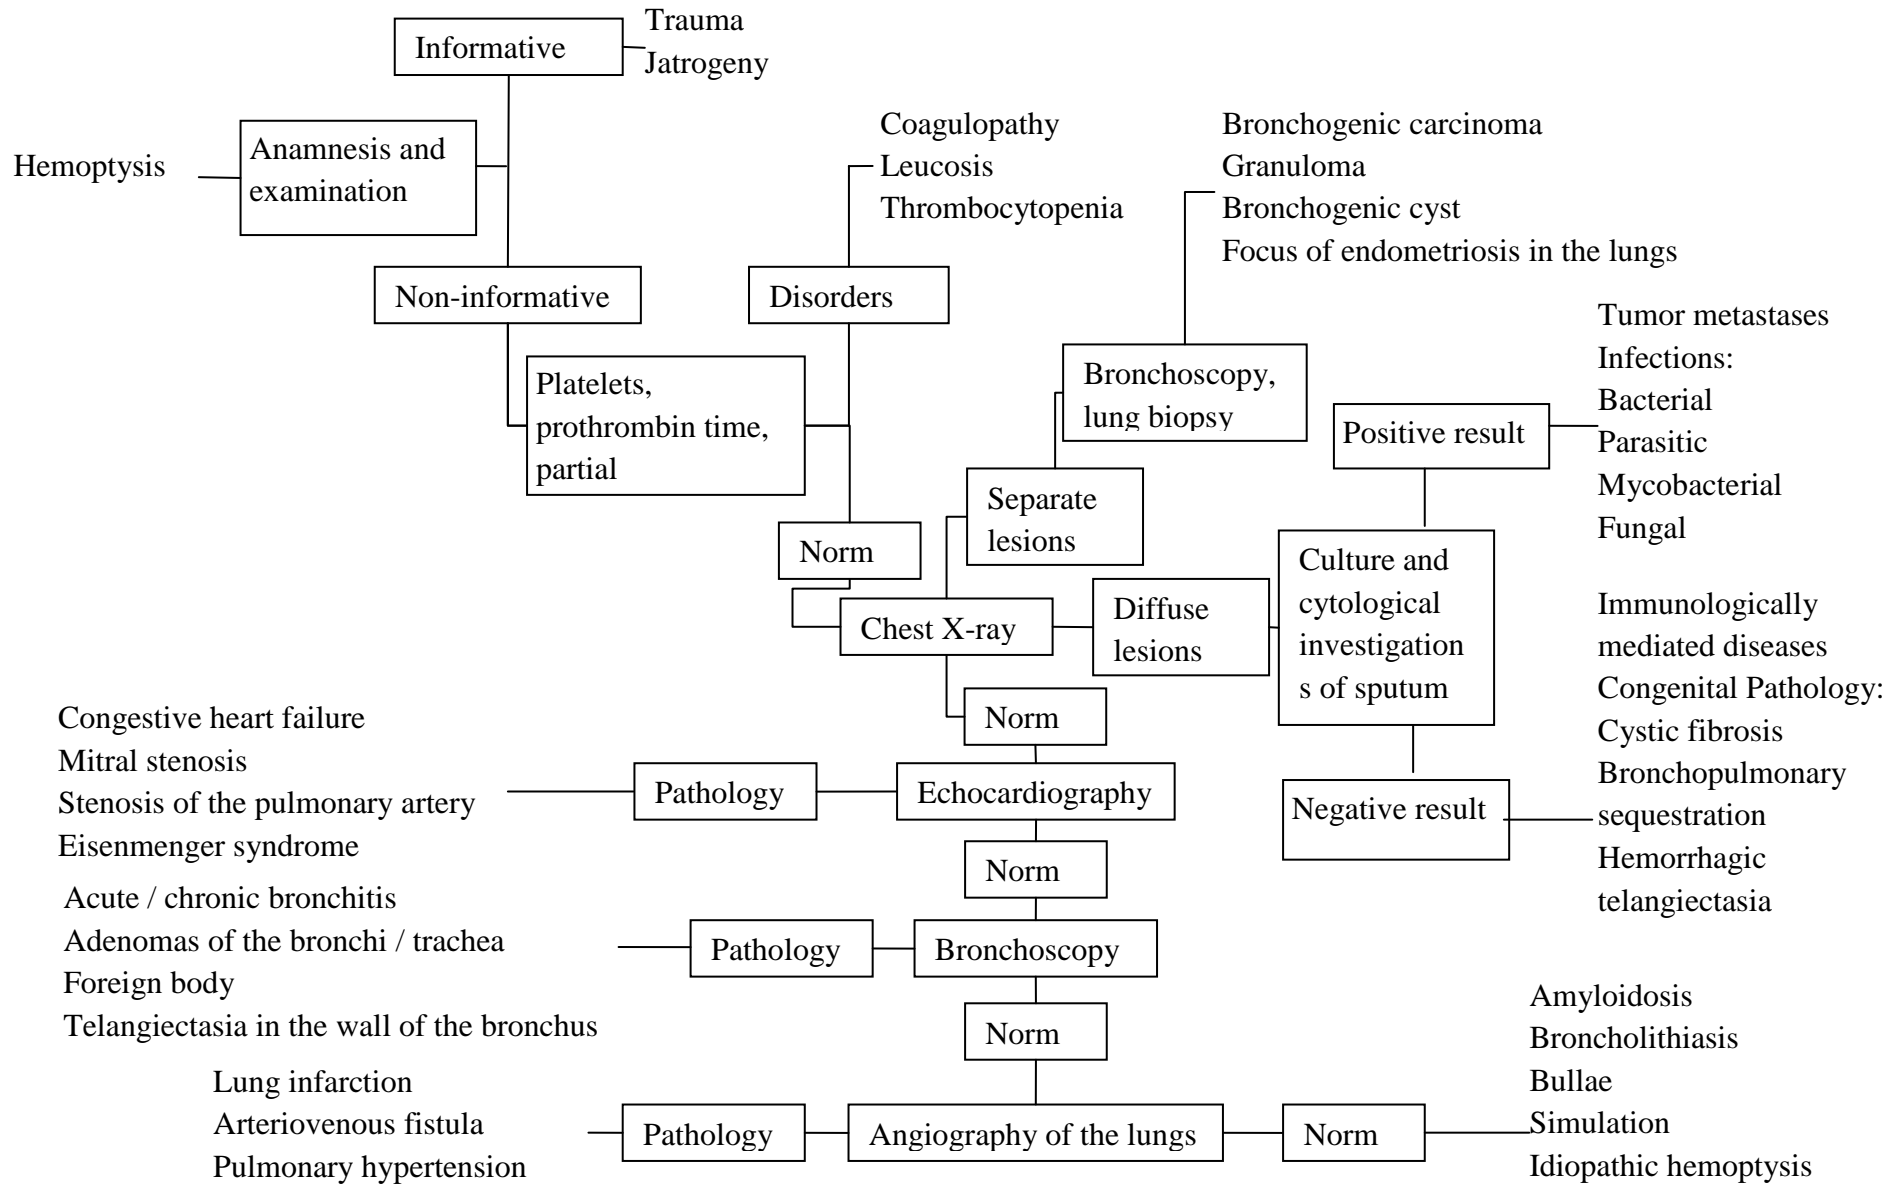 Informative
Trauma
Jatrogeny
Hemoptysis
Anamnesis and
examination
Non-informative
Coagulopathy
Leucosis
Thrombocytopenia
Disorders
Platelets,
prothrombin time,
partial
Norm
Bronchogenic carcinoma
Granuloma
Bronchogenic cyst
Focus of endometriosis in the lungs
Bronchoscopy,
lung biopsy
Separate
lesions
Chest X-ray
Diffuse
lesions
Culture and
cytological
investigation
s of sputum
Positive result
Tumor metastases
Infections:
Bacterial
Parasitic
Mycobacterial
Fungal
Negative result
Immunologically
mediated diseases
Congenital Pathology:
Cystic fibrosis
Bronchopulmonary
sequestration
Hemorrhagic
telangiectasia
Norm
Echocardiography
Pathology
Congestive heart failure
Mitral stenosis
Stenosis of the pulmonary artery
Eisenmenger syndrome
Norm
Bronchoscopy
Pathology
Acute / chronic bronchitis
Adenomas of the bronchi / trachea
Foreign body
Telangiectasia in the wall of the bronchus
Norm
Angiography of the lungs
Pathology
Lung infarction
Arteriovenous fistula
Pulmonary hypertension
Norm
Amyloidosis
Broncholithiasis
Bullae
Simulation
Idiopathic hemoptysis